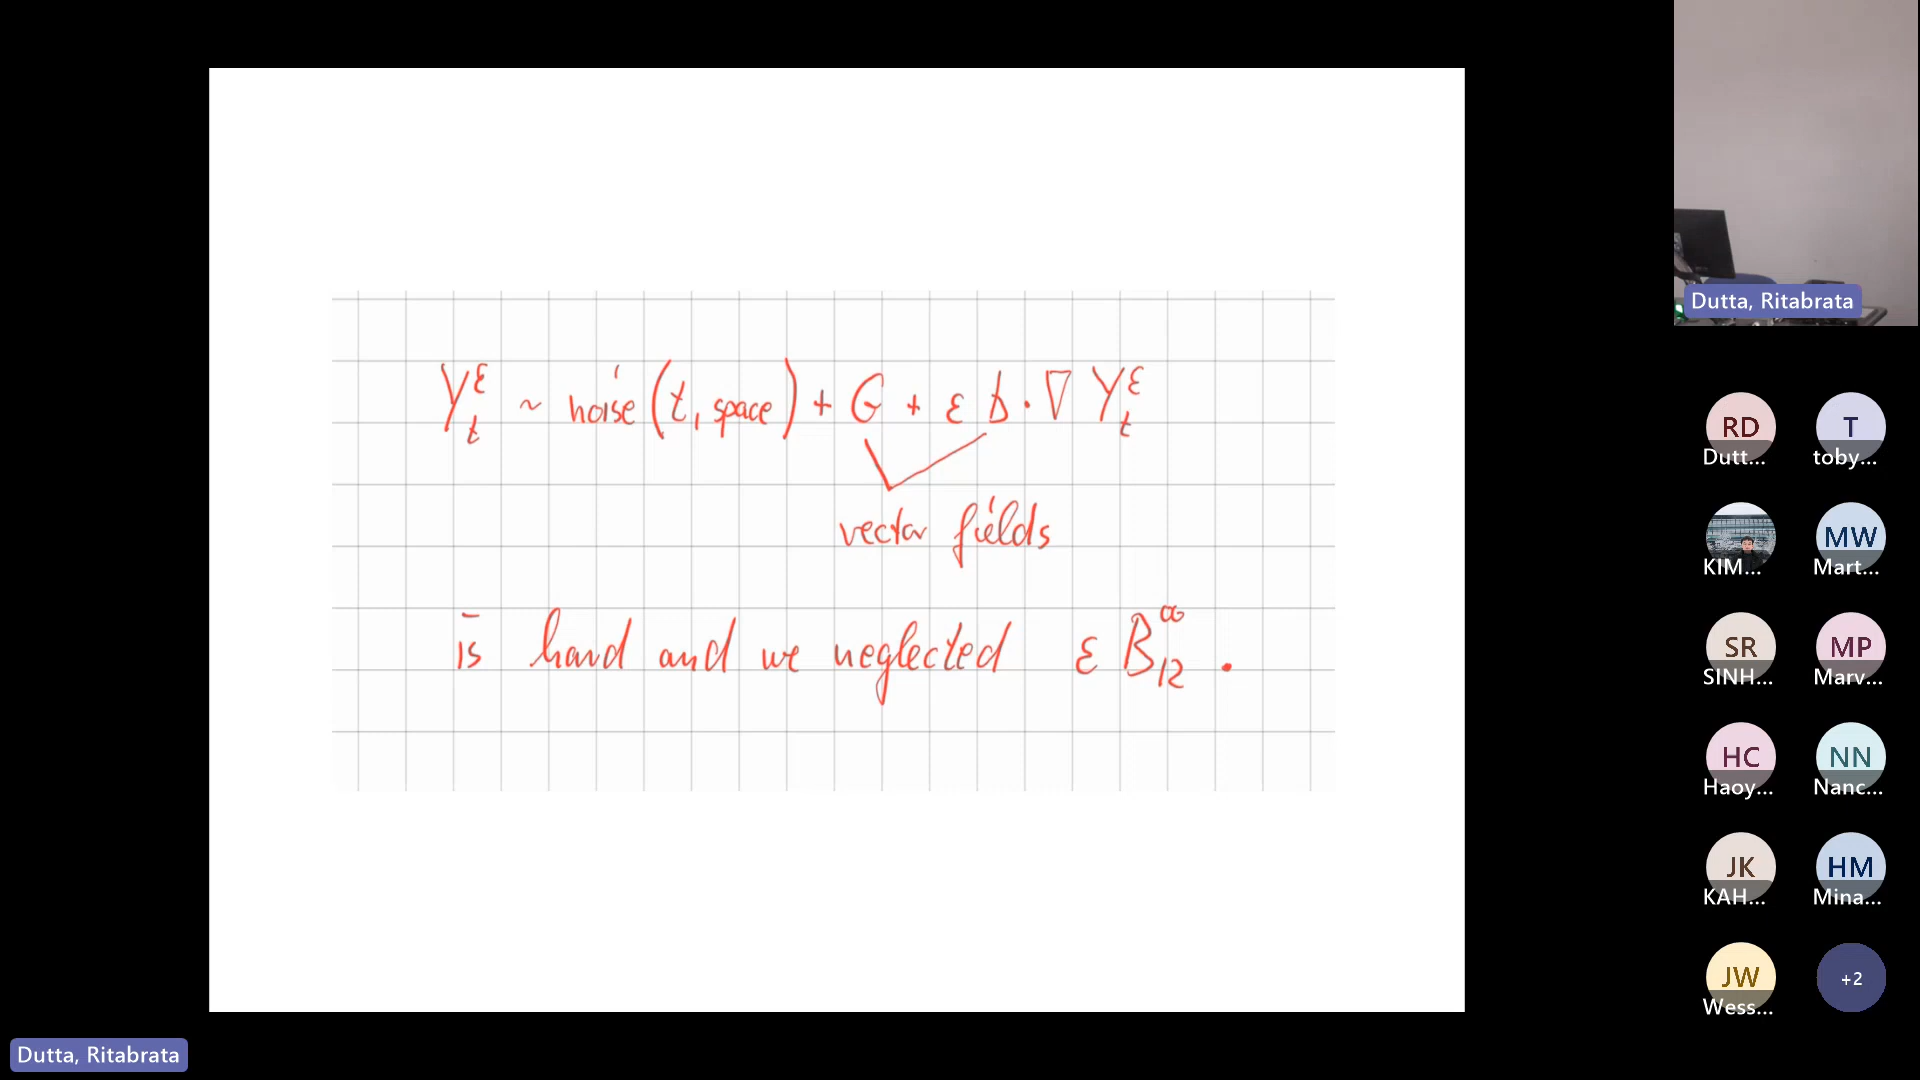 Y_t^ε ~ noise (t, space) + G + ε b · ∇ Y_t^ε
vector fields
is hard and we neglected ε B_12^∞ .
Dutta, Ritabrata
RD T
Dutt... toby...
MW
KIM... Mart...
SR MP
SINH... Marv...
HC NN
Haoy... Nanc...
JK HM
KAH... Mina...
JW +2
Wess...
Dutta, Ritabrata